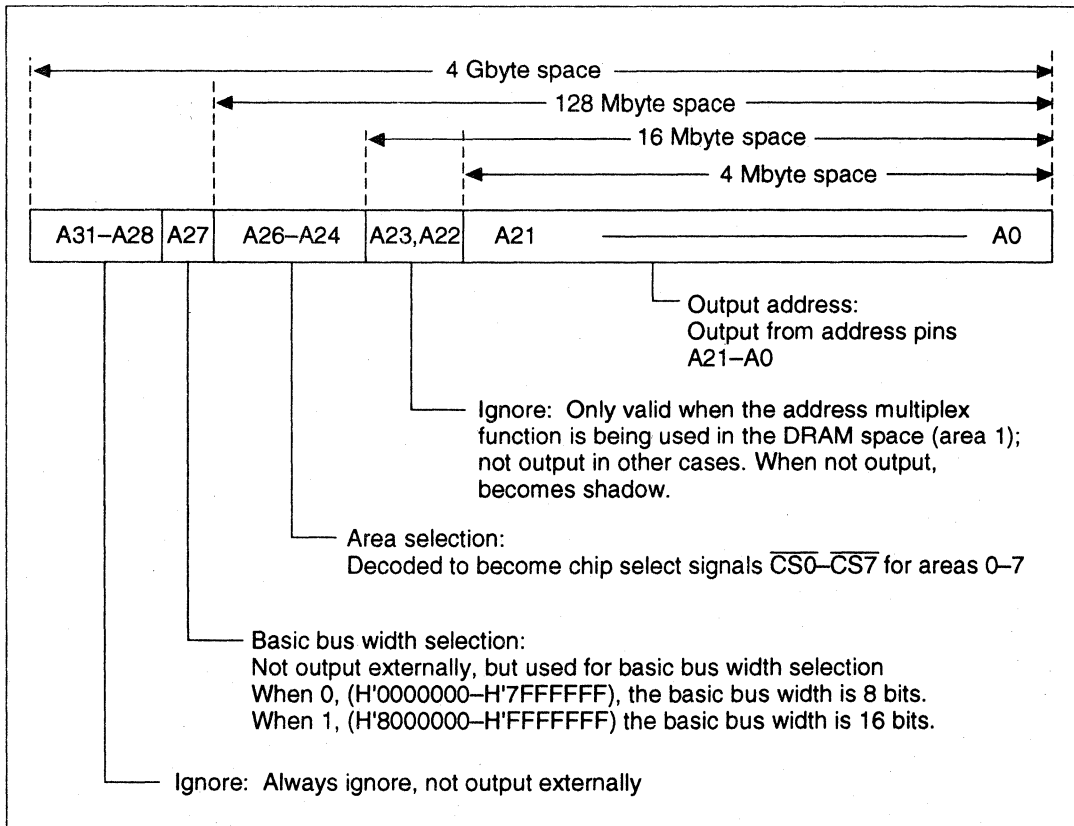 4 Gbyte space
128 Mbyte space
16 Mbyte space
4 Mbyte space
A31–A28 A27 A26–A24 A23,A22 A21 A0
Output address:
Output from address pins
A21–A0
Ignore: Only valid when the address multiplex
function is being used in the DRAM space (area 1);
not output in other cases. When not output,
becomes shadow.
Area selection:
Decoded to become chip select signals C̅S̅0̅–C̅S̅7̅ for areas 0–7
Basic bus width selection:
Not output externally, but used for basic bus width selection
When 0, (H'0000000–H'7FFFFFF), the basic bus width is 8 bits.
When 1, (H'8000000–H'FFFFFFF) the basic bus width is 16 bits.
Ignore: Always ignore, not output externally